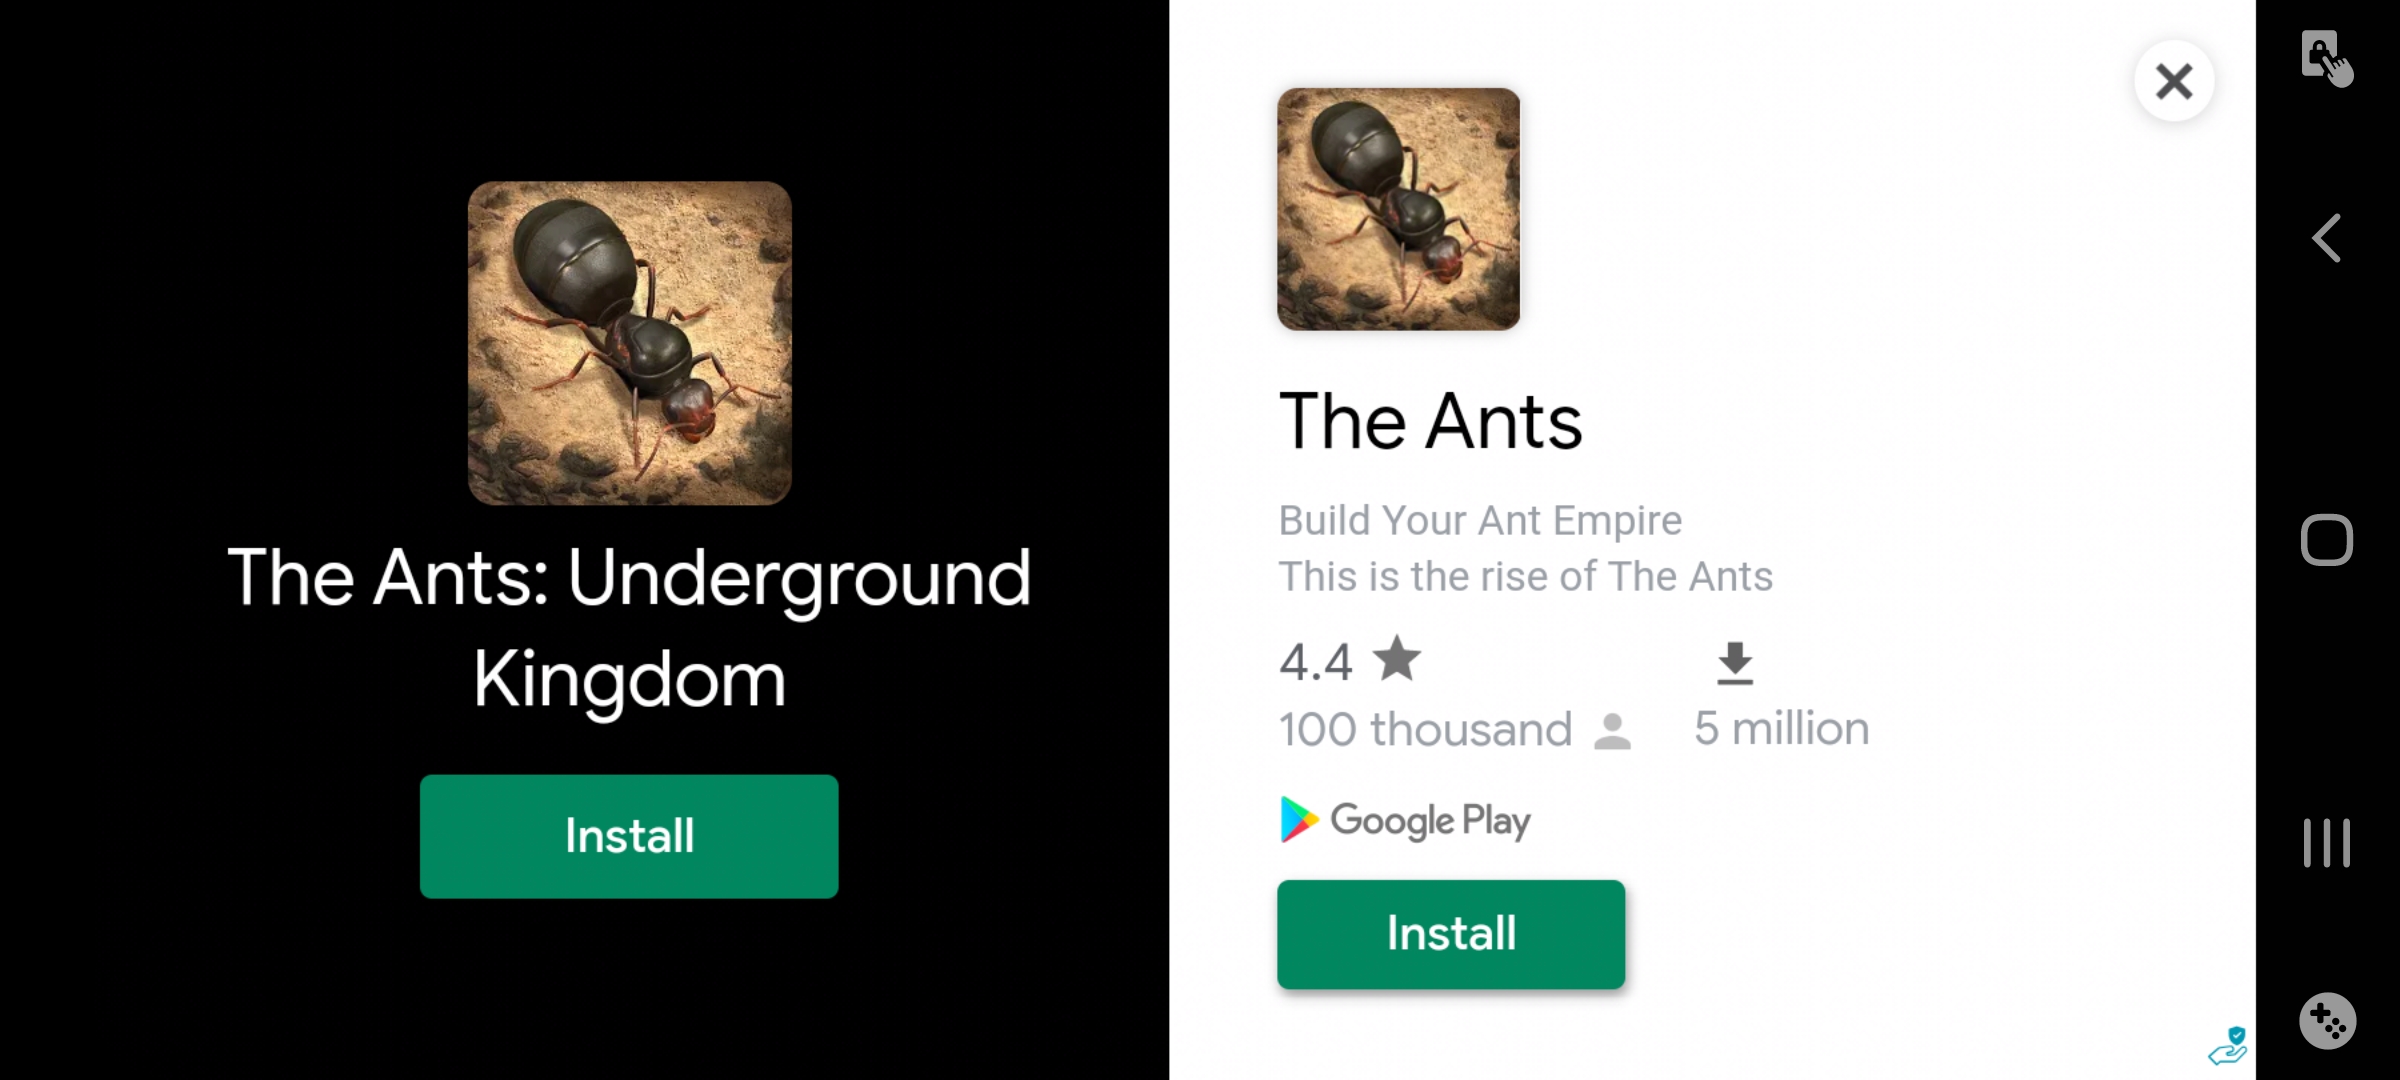 The Ants: Underground
Kingdom
Install
The Ants
Build Your Ant Empire
This is the rise of The Ants
4.4
100 thousand
5 million
Google Play
Install